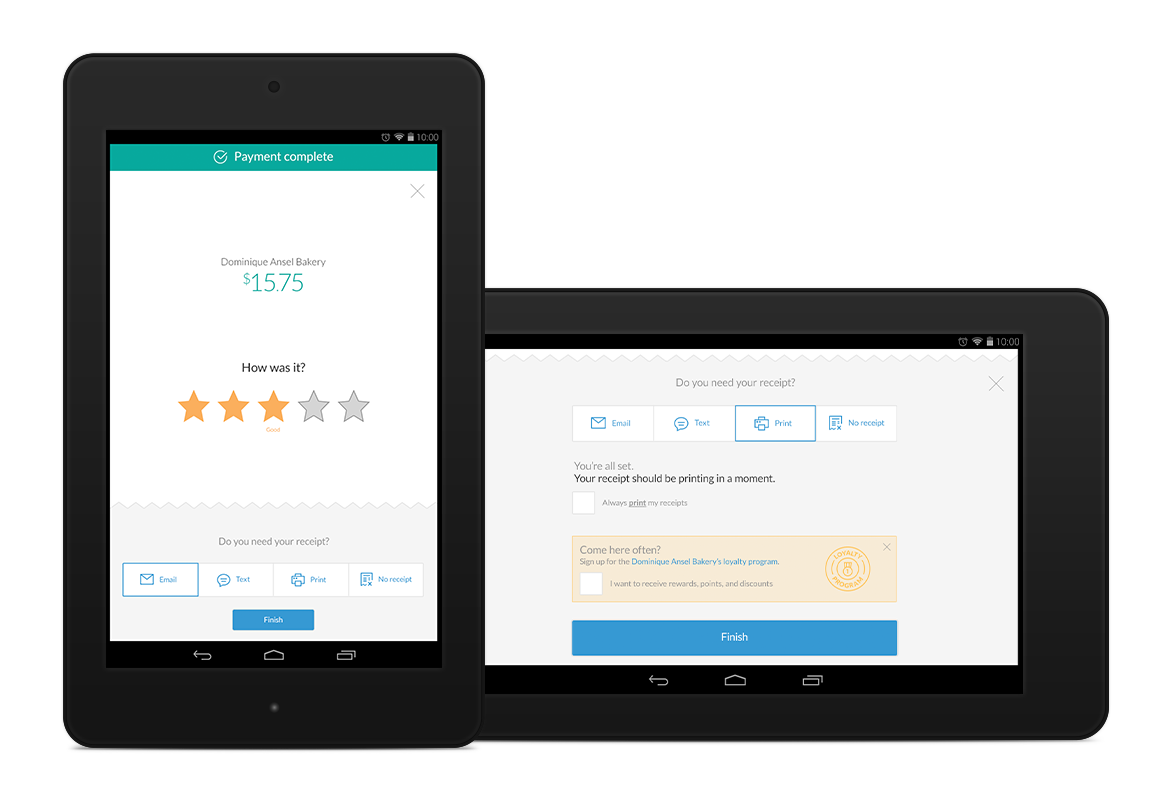 10:00
Payment complete
Dominique Ansel Bakery
$15.75
How was it?
Good
Do you need your receipt?
Email Text Print No receipt
Finish
10:00
Do you need your receipt?
Email Text Print No receipt
You're all set.
Your receipt should be printing in a moment.
Always print my receipts
Come here often?
Sign up for the Dominique Ansel Bakery's loyalty program.
I want to receive rewards, points, and discounts
LOYALTY
PROGRAM
Finish